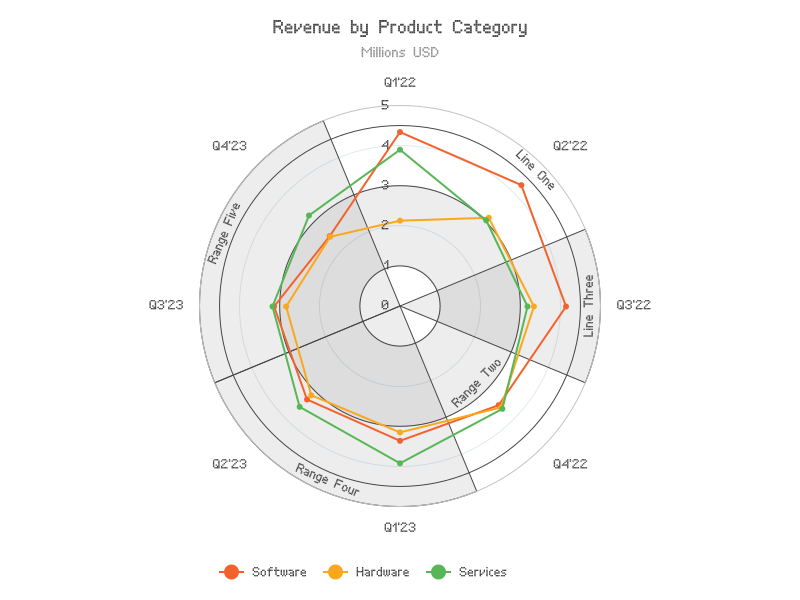 Revenue by Product Category
Millions USD
Q1'22
5
Q4'23
Q2'22
4
Line One
3
Range Five
2
1
Q3'23
0
Line Three
Q3'22
Range Two
Q2'23
Q4'22
Range Four
Q1'23
Software
Hardware
Services